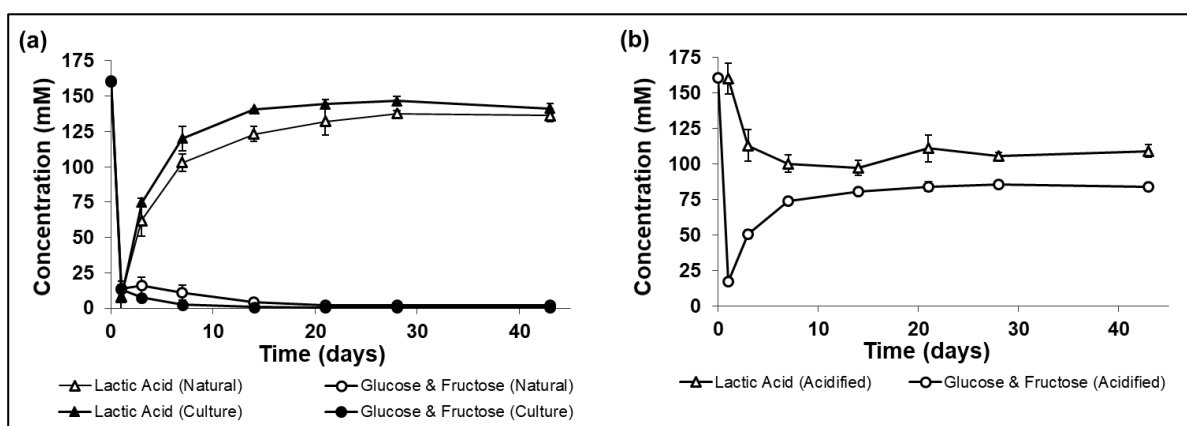 (a)
175
150
125
100
75
50
25
0
Concentration (mM)
0 10 20 30 40
Time (days)
Lactic Acid (Natural) Glucose & Fructose (Natural)
Lactic Acid (Culture) Glucose & Fructose (Culture)
(b)
175
150
125
100
75
50
25
0
Concentration (mM)
0 10 20 30 40
Time (days)
Lactic Acid (Acidified) Glucose & Fructose (Acidified)